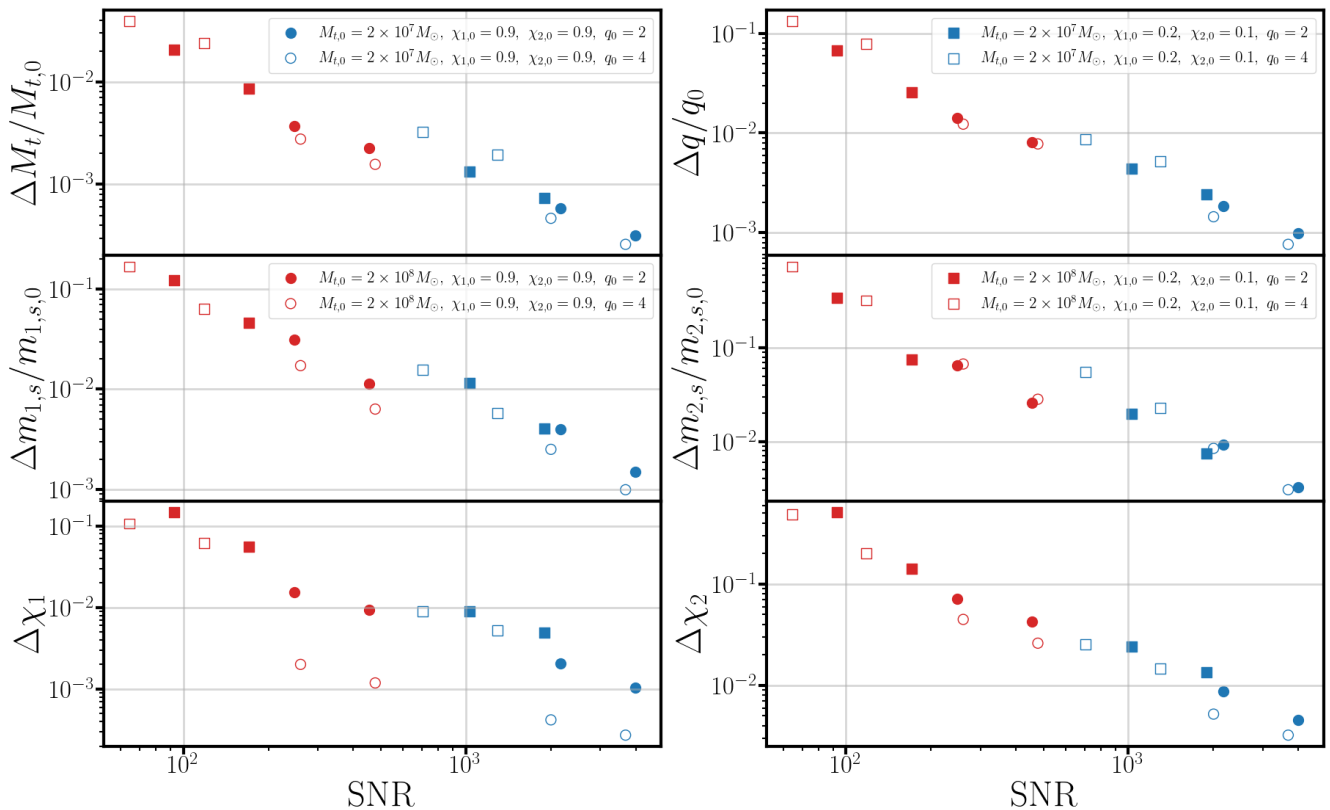 ΔM_t/M_{t,0}
10^{-2}
10^{-3}
M_{t,0} = 2 × 10^7 M_⊙, χ_{1,0} = 0.9, χ_{2,0} = 0.9, q_0 = 2
M_{t,0} = 2 × 10^7 M_⊙, χ_{1,0} = 0.9, χ_{2,0} = 0.9, q_0 = 4
Δq/q_0
10^{-1}
10^{-2}
10^{-3}
M_{t,0} = 2 × 10^7 M_⊙, χ_{1,0} = 0.2, χ_{2,0} = 0.1, q_0 = 2
M_{t,0} = 2 × 10^7 M_⊙, χ_{1,0} = 0.2, χ_{2,0} = 0.1, q_0 = 4
Δm_{1,s}/m_{1,s,0}
10^{-1}
10^{-2}
10^{-3}
M_{t,0} = 2 × 10^8 M_⊙, χ_{1,0} = 0.9, χ_{2,0} = 0.9, q_0 = 2
M_{t,0} = 2 × 10^8 M_⊙, χ_{1,0} = 0.9, χ_{2,0} = 0.9, q_0 = 4
Δm_{2,s}/m_{2,s,0}
10^{-1}
10^{-2}
M_{t,0} = 2 × 10^8 M_⊙, χ_{1,0} = 0.2, χ_{2,0} = 0.1, q_0 = 2
M_{t,0} = 2 × 10^8 M_⊙, χ_{1,0} = 0.2, χ_{2,0} = 0.1, q_0 = 4
Δχ_1
10^{-1}
10^{-2}
10^{-3}
10^2
10^3
SNR
Δχ_2
10^{-1}
10^{-2}
10^2
10^3
SNR